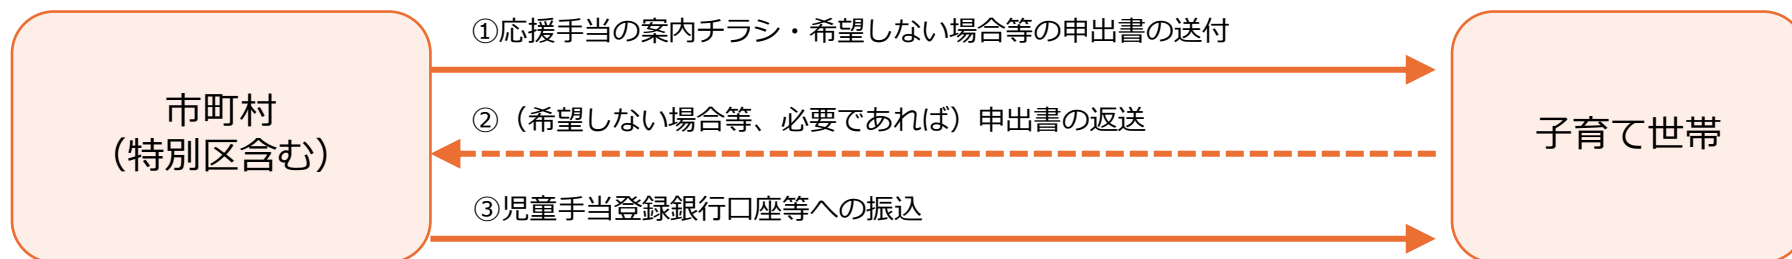 市町村
（特別区含む）
①応援手当の案内チラシ・希望しない場合等の申出書の送付
②（希望しない場合等、必要であれば）申出書の返送
③児童手当登録銀行口座等への振込
子育て世帯